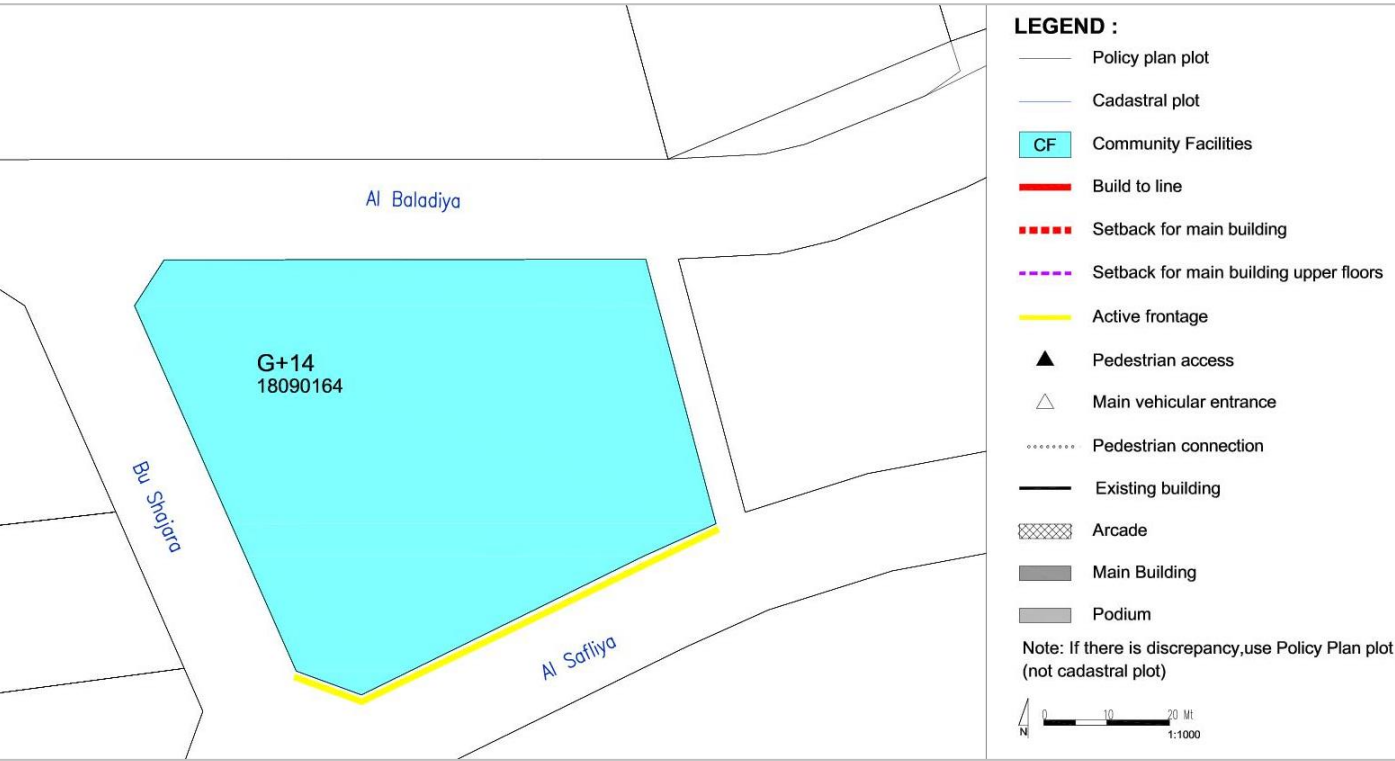 Al Baladiya
G+14
18090164
Bu Shajara
Al Safliya
LEGEND :
Policy plan plot
Cadastral plot
CF Community Facilities
Build to line
Setback for main building
Setback for main building upper floors
Active frontage
Pedestrian access
Main vehicular entrance
Pedestrian connection
Existing building
Arcade
Main Building
Podium
Note: If there is discrepancy,use Policy Plan plot
(not cadastral plot)
N 0 10 20 Mt
1:1000